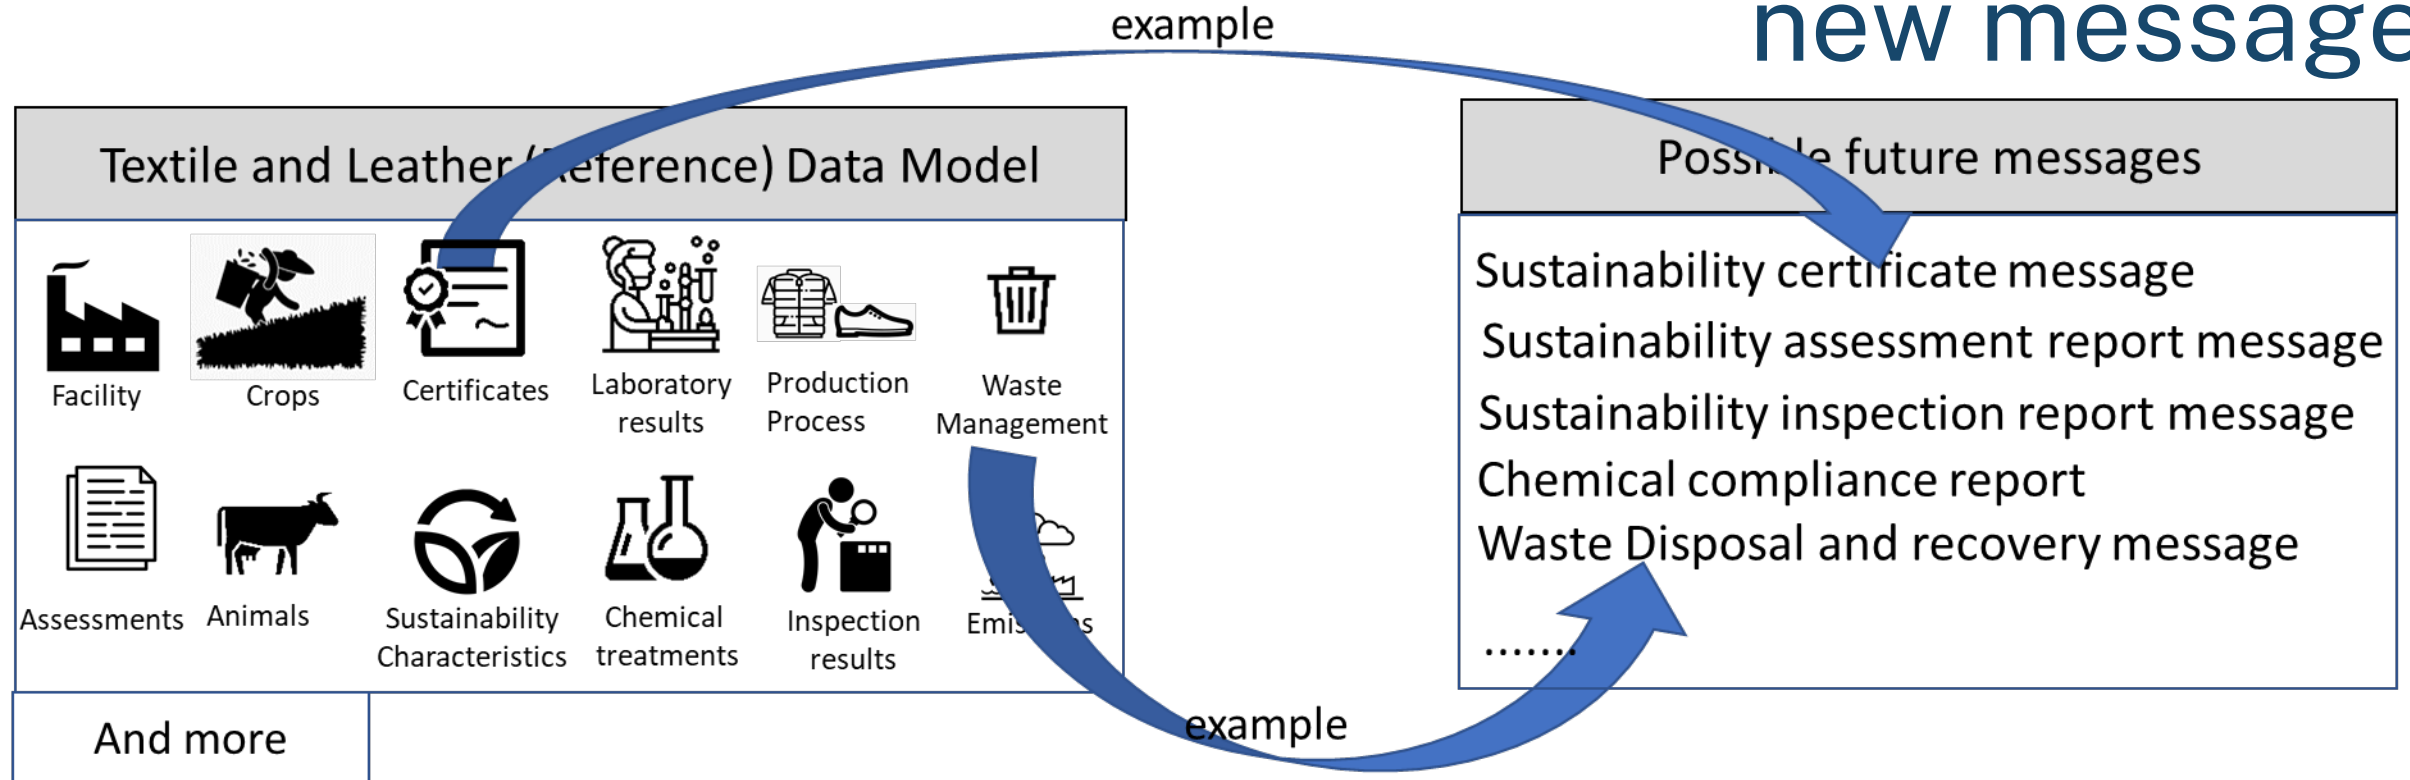 example
new message
Textile and Leather (Reference) Data Model
Possible future messages
Facility
Crops
Certificates
Laboratory
results
Production
Process
Waste
Management
Assessments
Animals
Sustainability
Characteristics
Chemical
treatments
Inspection
results
Emissions
And more
Sustainability certificate message
Sustainability assessment report message
Sustainability inspection report message
Chemical compliance report
Waste Disposal and recovery message
.......
example